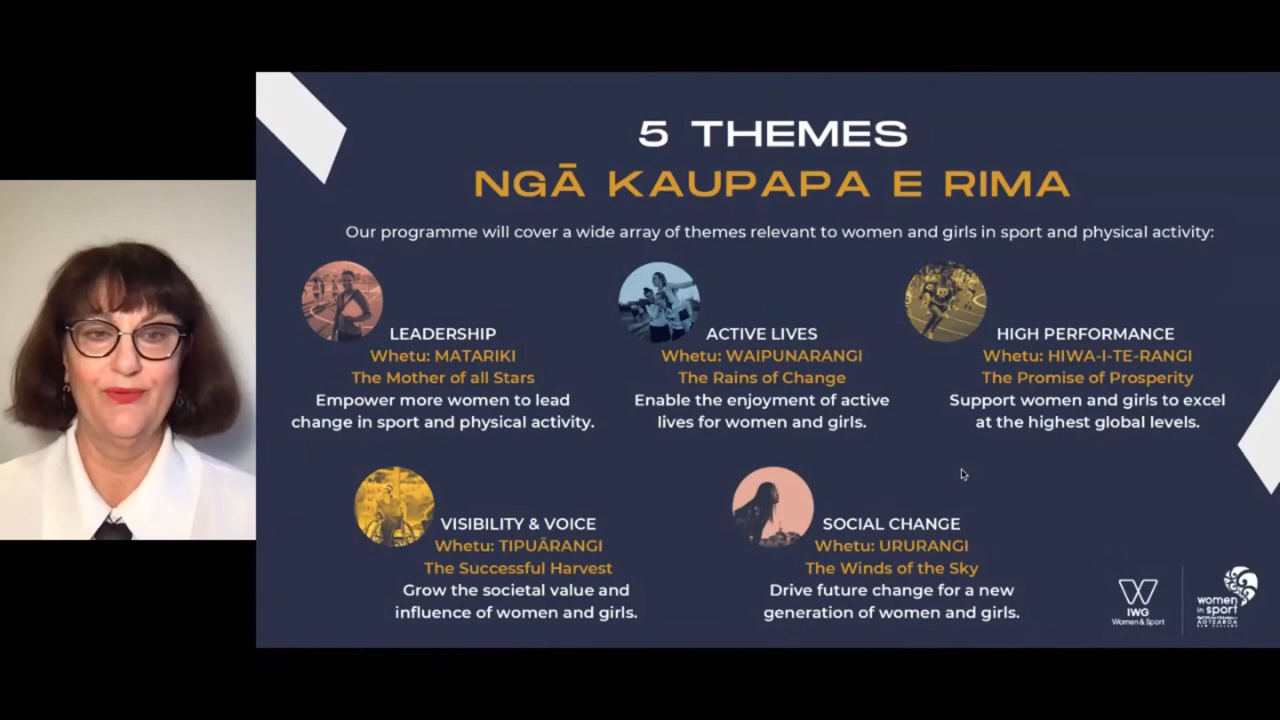 5 THEMES
NGĀ KAUPAPA E RIMA
Our programme will cover a wide array of themes relevant to women and girls in sport and physical activity:
LEADERSHIP
Whetu: MATARIKI
The Mother of all Stars
Empower more women to lead
change in sport and physical activity.
ACTIVE LIVES
Whetu: WAIPUNARANGI
The Rains of Change
Enable the enjoyment of active
lives for women and girls.
HIGH PERFORMANCE
Whetu: HIWA-I-TE-RANGI
The Promise of Prosperity
Support women and girls to excel
at the highest global levels.
VISIBILITY & VOICE
Whetu: TIPUĀRANGI
The Successful Harvest
Grow the societal value and
influence of women and girls.
SOCIAL CHANGE
Whetu: URURANGI
The Winds of the Sky
Drive future change for a new
generation of women and girls.
IWG
Women & Sport
women
in sport
AOTEAROA
NEW ZEALAND